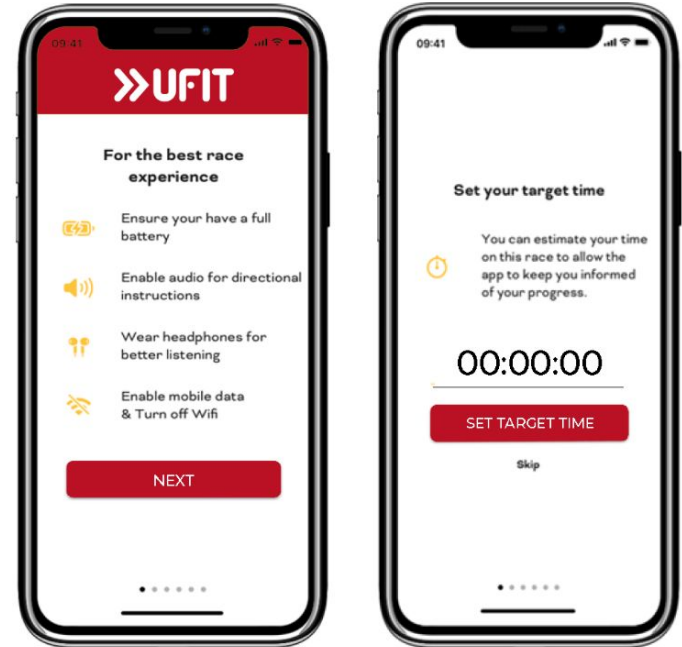 09:41
UFIT
For the best race
experience
Ensure your have a full
battery
Enable audio for directional
instructions
Wear headphones for
better listening
Enable mobile data
& Turn off Wifi
NEXT
09:41
Set your target time
You can estimate your time
on this race to allow the
app to keep you informed
of your progress.
00:00:00
SET TARGET TIME
Skip